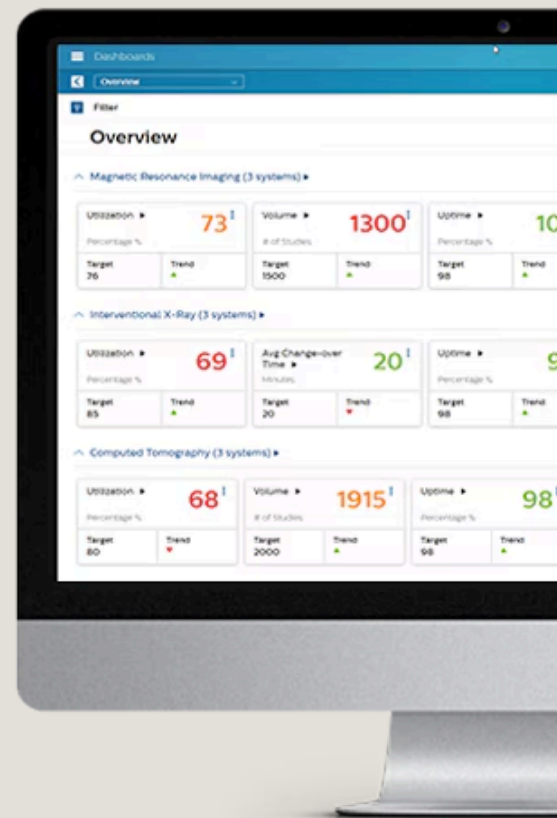 Dashboards
Overview
Filter
Overview
Magnetic Resonance Imaging (3 systems)
Utilization 73 Volume 1300 Uptime 10
Percentage % # of Studies Percentage %
Target Trend Target Trend Target Trend
76 1500 98
Interventional X-Ray (3 systems)
Utilization 69 Avg Change-over Time 20 Uptime 9
Percentage % Minutes Percentage %
Target Trend Target Trend Target Trend
85 20 98
Computed Tomography (3 systems)
Utilization 68 Volume 1915 Uptime 98
Percentage % # of Studies Percentage %
Target Trend Target Trend Target Trend
80 2000 98